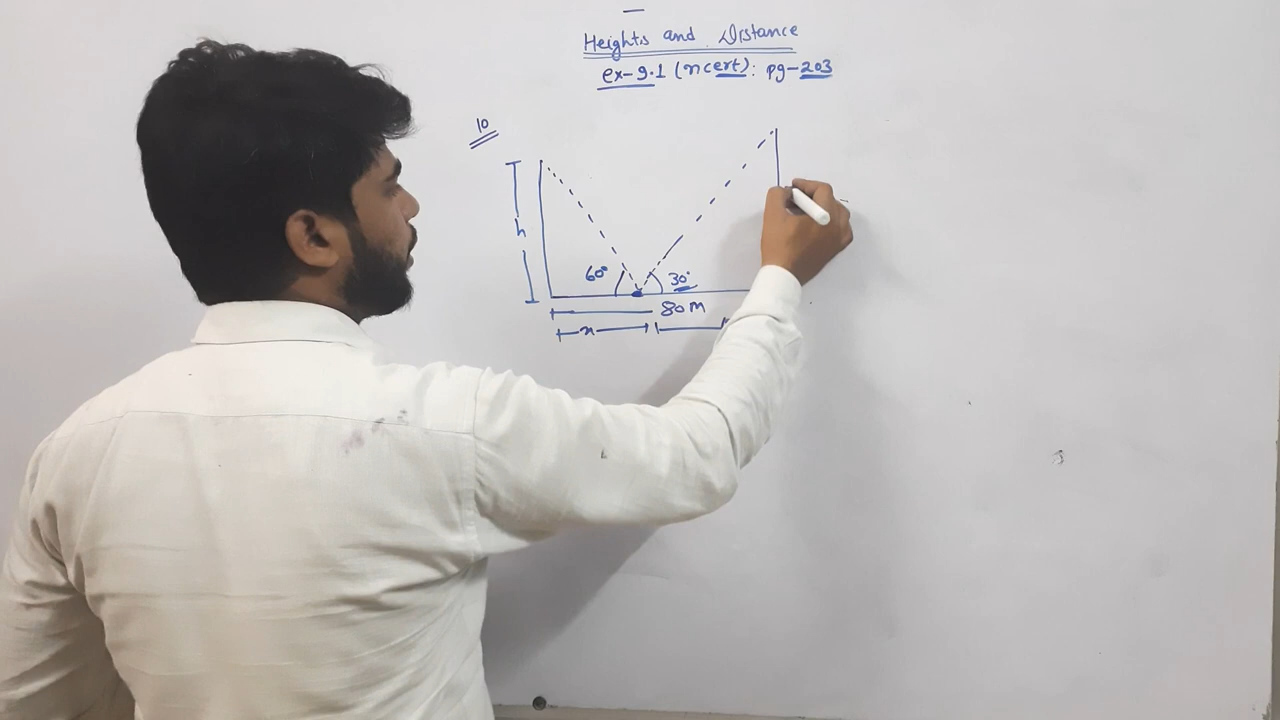 Heights and Distance
ex-9.1 (ncert): pg-203
10
h
60° 30°
80 M
x